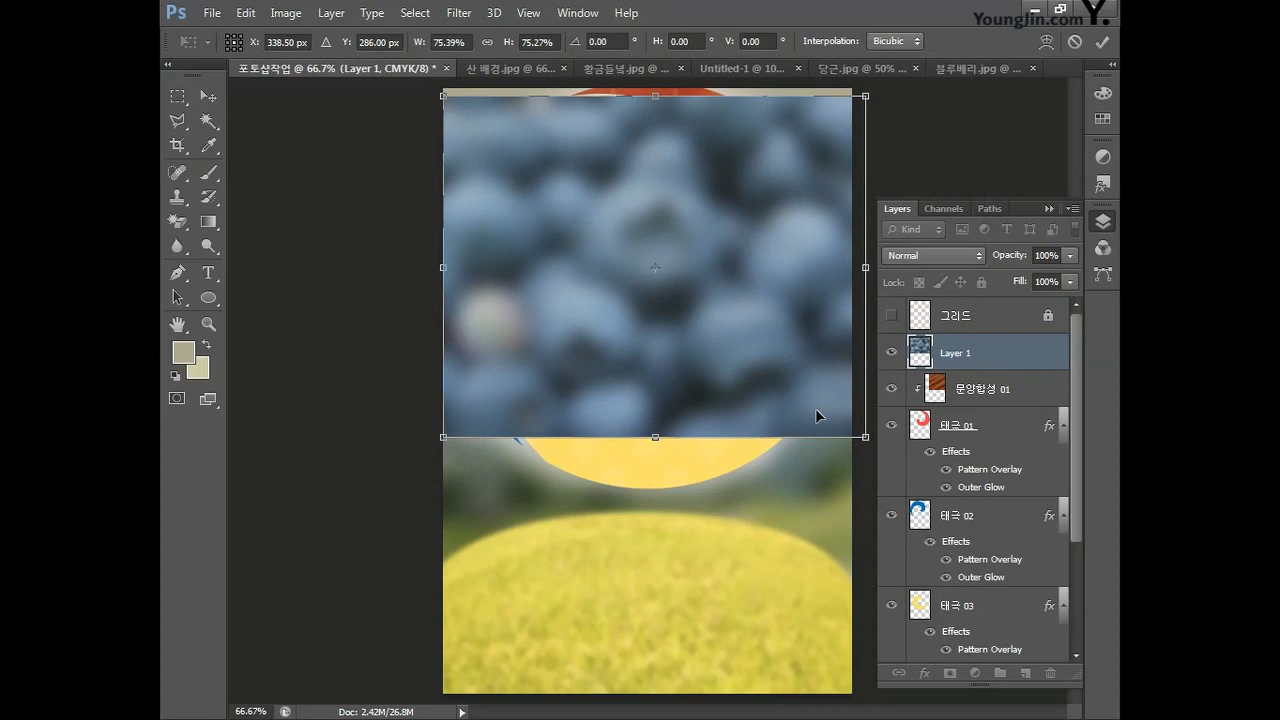 Ps File Edit Image Layer Type Select Filter 3D View Window Help
YoungJin.com Y.
X: 338.50 px Y: 286.00 px W: 75.39% H: 75.27% 0.00 ° H: 0.00 ° V: 0.00 ° Interpolation: Bicubic
포토샵작업 @ 66.7% (Layer 1, CMYK/8) * × 산 배경.jpg @ 66... × 황금들녘.jpg @ ... × Untitled-1 @ 10... × 당근.jpg @ 50% ... × 블루베리.jpg @ ... ×
Layers Channels Paths
Kind
Normal Opacity: 100%
Lock: Fill: 100%
그리드
Layer 1
문양합성 01
태극 01 fx
Effects
Pattern Overlay
Outer Glow
태극 02 fx
Effects
Pattern Overlay
Outer Glow
태극 03 fx
Effects
Pattern Overlay
66.67% Doc: 2.42M/26.8M